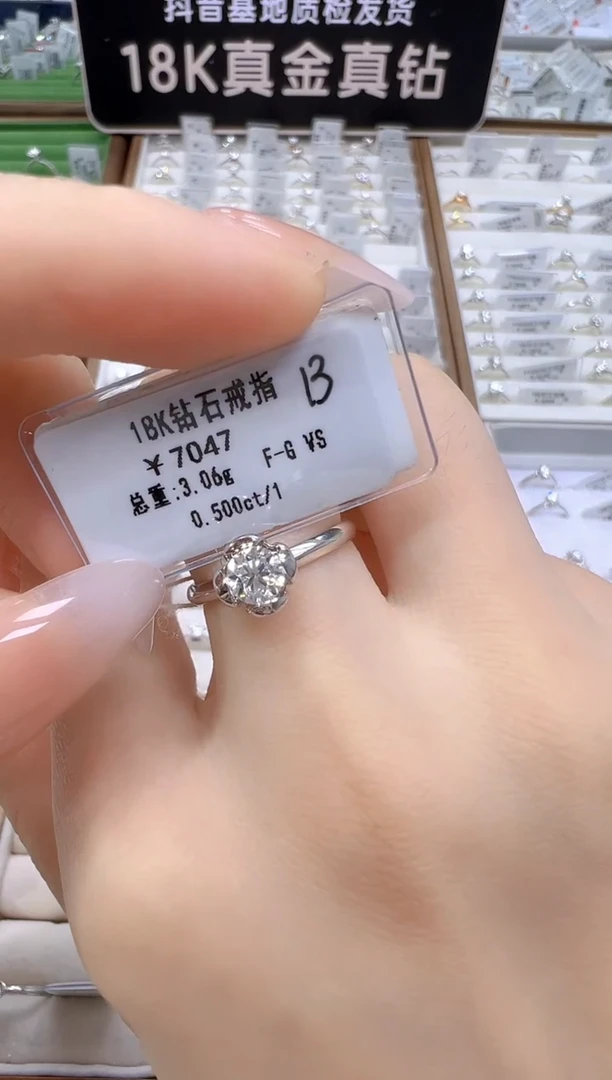 抖音基地质检发货
18K真金真钻
18K钻石戒指 13
¥7047
F-G VS
总重:3.06g
0.500ct/1